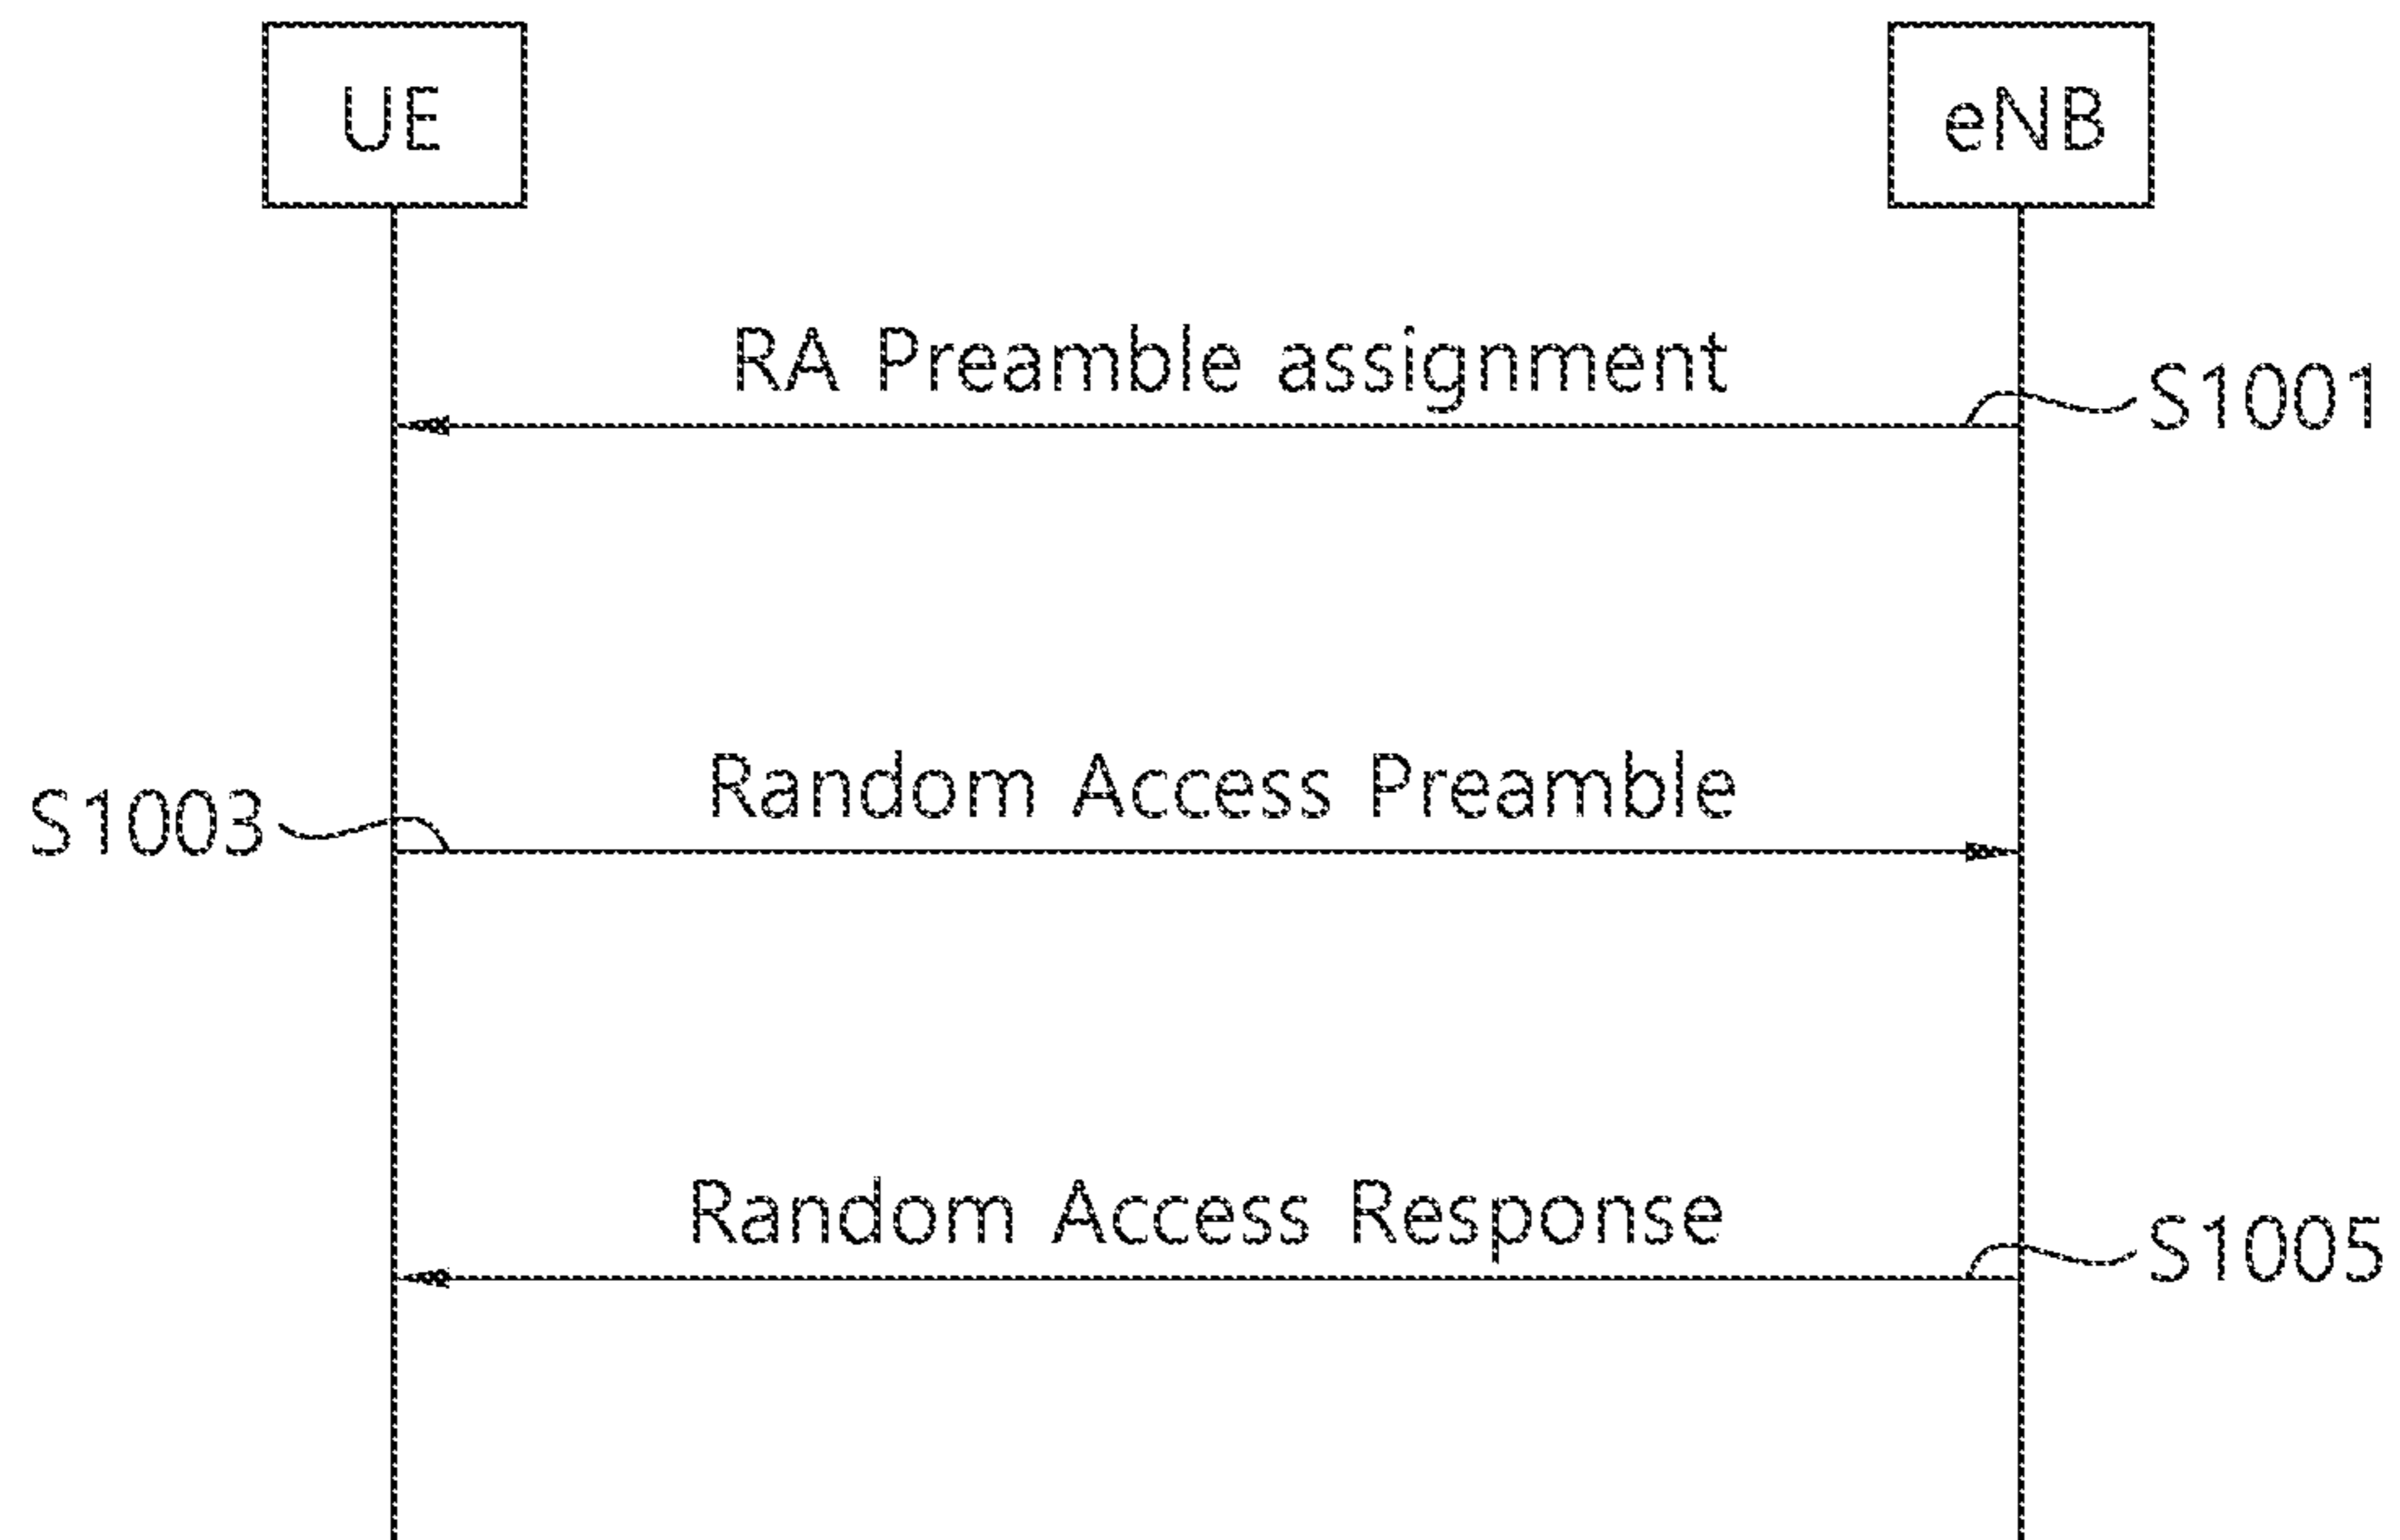 UE
eNB
RA Preamble assignment
S1001
Random Access Preamble
S1003
Random Access Response
S1005